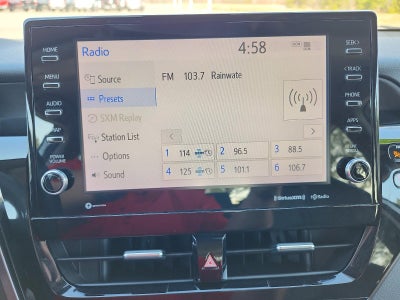 Radio 4:58
HOME
MENU
AUDIO
POWER
VOLUME
Source
Presets
SXM Replay
Station List
Options
Sound
FM 103.7 Rainwate
1 114
2 96.5
3 88.5
4 125
5 101.1
6 106.7
SEEK >
< TRACK
PHONE
APPS
SiriusXM
Radio